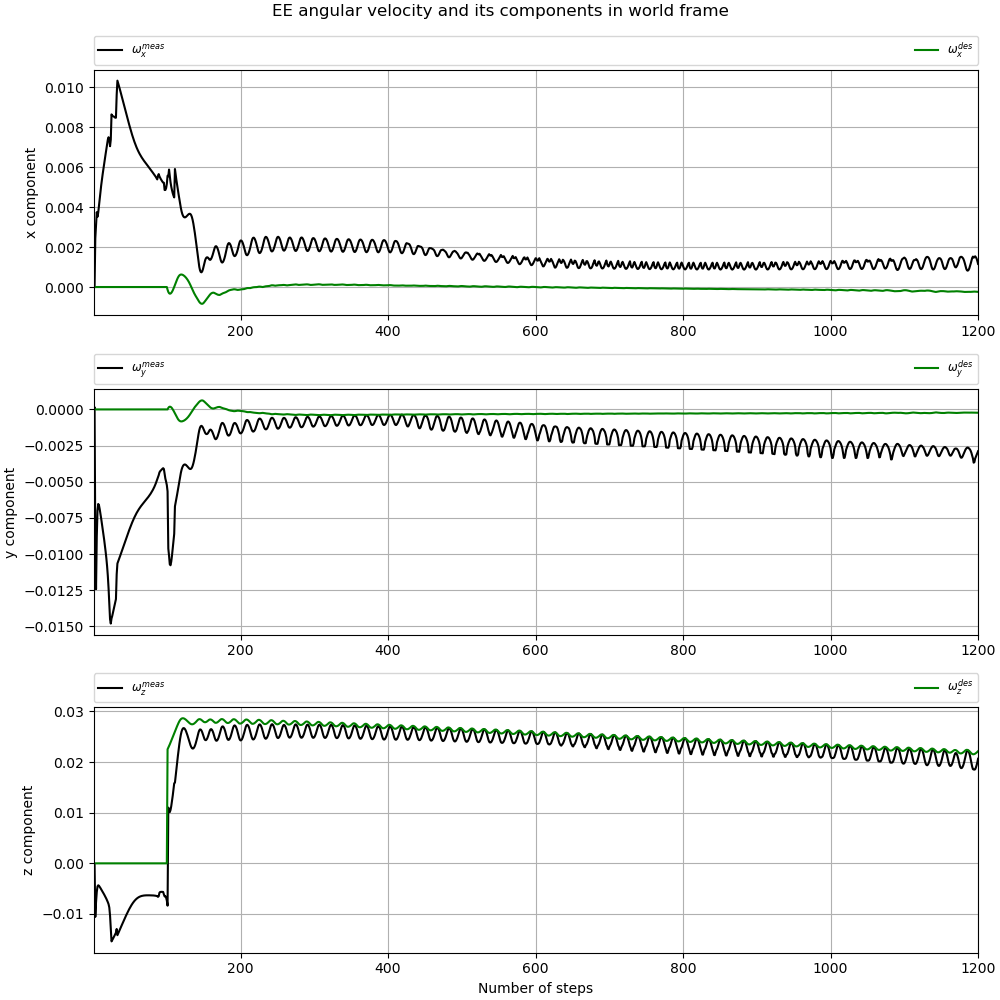 EE angular velocity and its components in world frame
ω_x^{meas} ω_x^{des}
0.010
0.008
0.006
0.004
0.002
0.000
x component
200 400 600 800 1000 1200
ω_y^{meas} ω_y^{des}
0.0000
−0.0025
−0.0050
−0.0075
−0.0100
−0.0125
−0.0150
y component
200 400 600 800 1000 1200
ω_z^{meas} ω_z^{des}
0.03
0.02
0.01
0.00
−0.01
z component
200 400 600 800 1000 1200
Number of steps